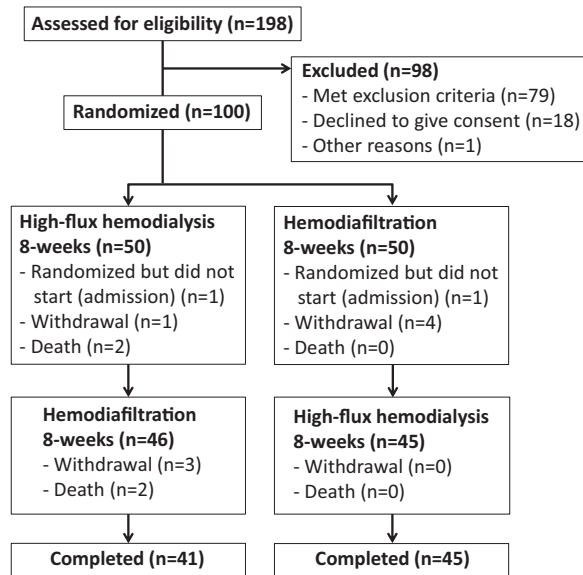 Assessed for eligibility (n=198)
Excluded (n=98)
- Met exclusion criteria (n=79)
- Declined to give consent (n=18)
- Other reasons (n=1)
Randomized (n=100)
High-flux hemodialysis
8-weeks (n=50)
- Randomized but did not
start (admission) (n=1)
- Withdrawal (n=1)
- Death (n=2)
Hemodiafiltration
8-weeks (n=50)
- Randomized but did not
start (admission) (n=1)
- Withdrawal (n=4)
- Death (n=0)
Hemodiafiltration
8-weeks (n=46)
- Withdrawal (n=3)
- Death (n=2)
High-flux hemodialysis
8-weeks (n=45)
- Withdrawal (n=0)
- Death (n=0)
Completed (n=41)
Completed (n=45)